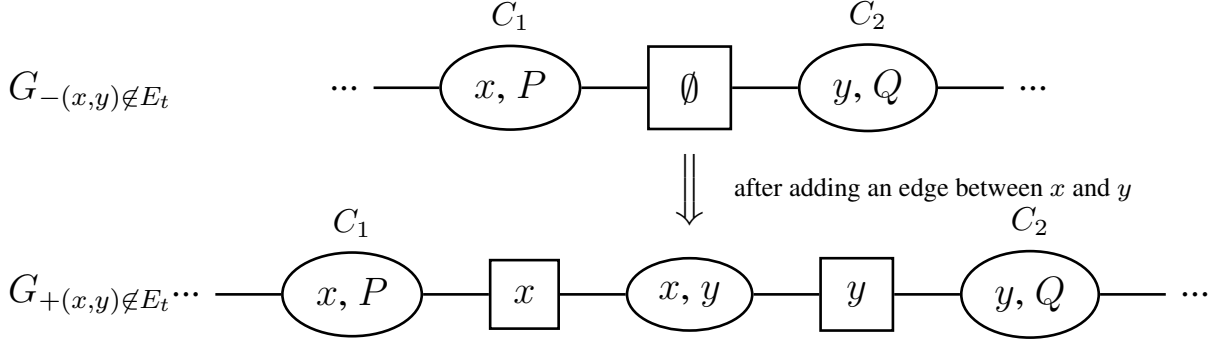 C₁ C₂
G₋₍ₓ,y₎∉Eₜ ··· x, P ∅ y, Q ···
after adding an edge between x and y
C₁ C₂
G₊₍ₓ,y₎∉Eₜ ··· x, P x x, y y y, Q ···